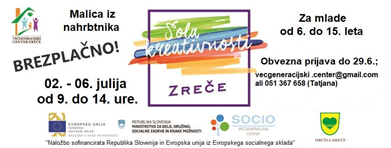 VEČGENERACIJSKI
CENTER ZREČE
Malica iz
nahrbtnika
BREZPLAČNO!
02. - 06. julija
od 9. do 14. ure.
Šola
kreativnosti
ZREČE
Za mlade
od 6. do 15. leta
Obvezna prijava do 29.6.;
vecgeneracijski .center@gmail.com
ali 051 367 658 (Tatjana)
EVROPSKA UNIJA
EVROPSKI
SOCIALNI SKLAD
REPUBLIKA SLOVENIJA
MINISTRSTVO ZA DELO, DRUŽINO,
SOCIALNE ZADEVE IN ENAKE MOŽNOSTI
SOCIO
VEČGENERACIJSKI
CENTER
OBČINA ZREČE
"Naložbo sofinancirata Republika Slovenija in Evropska unija iz Evropskega socialnega sklada"